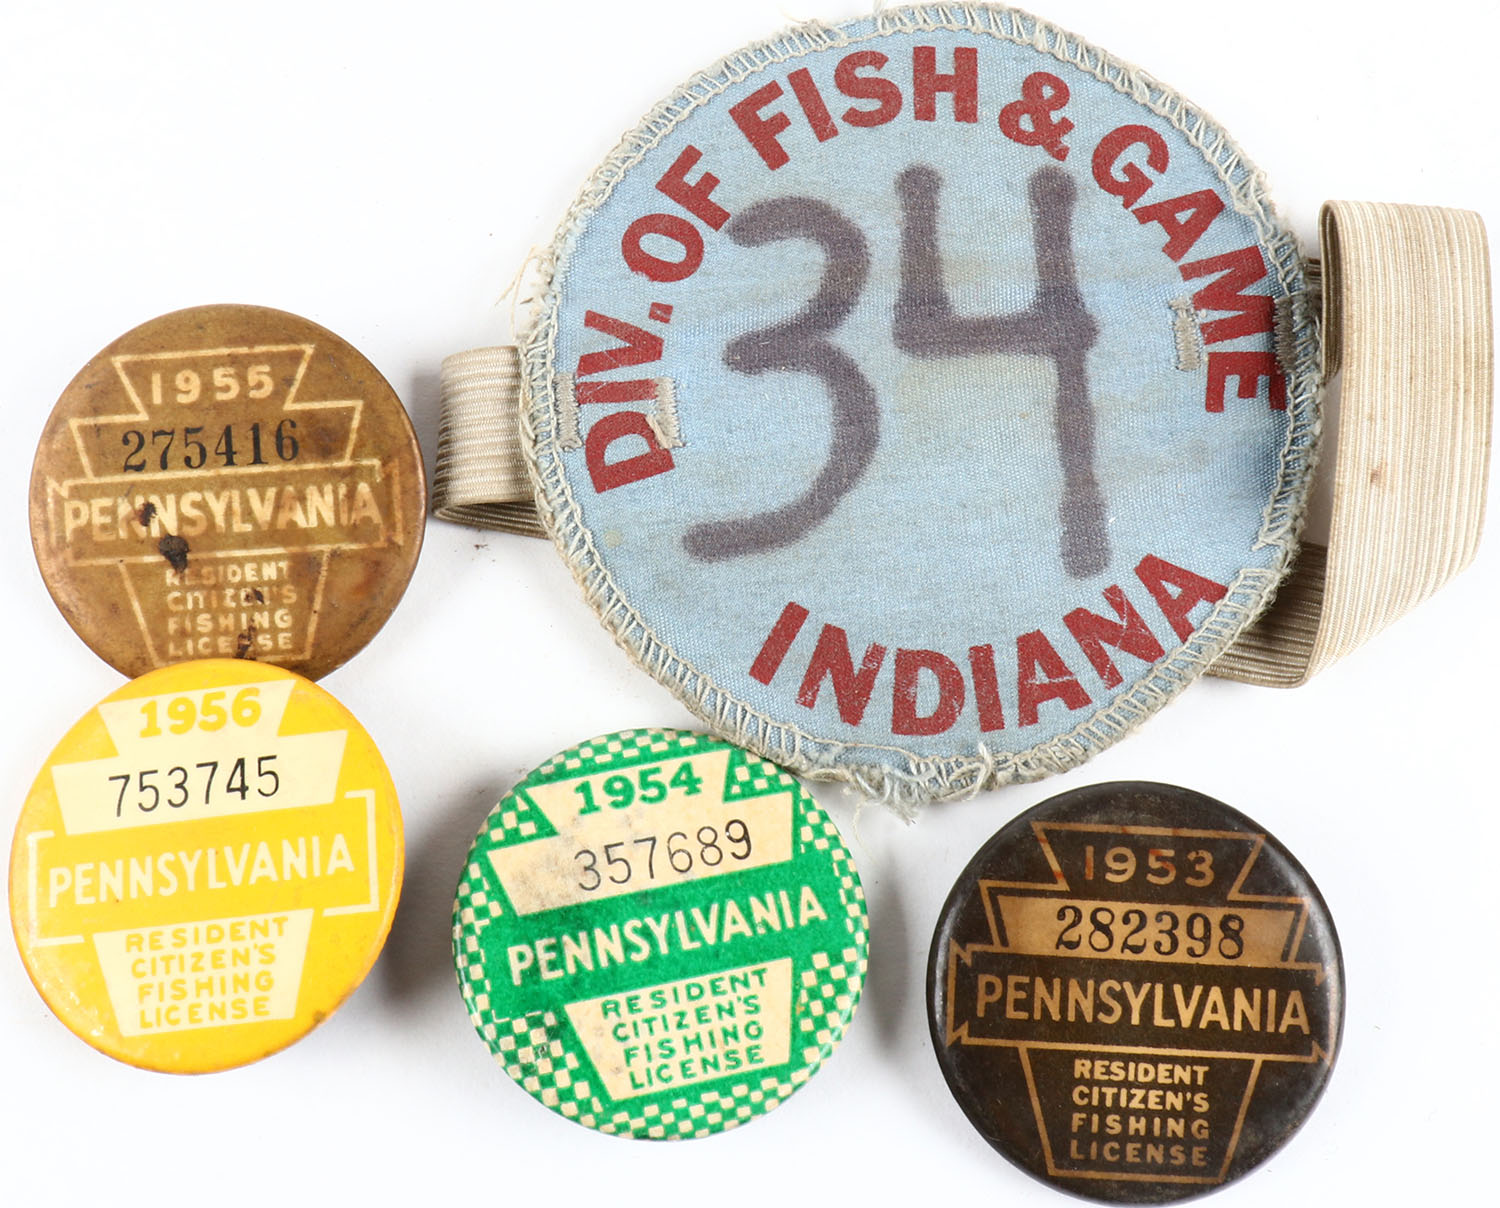 DIV. OF FISH & GAME
34
INDIANA
1955
275416
PENNSYLVANIA
RESIDENT
CITIZEN'S
FISHING
LICENSE
1956
753745
PENNSYLVANIA
RESIDENT
CITIZEN'S
FISHING
LICENSE
1954
357689
PENNSYLVANIA
RESIDENT
CITIZEN'S
FISHING
LICENSE
1953
282398
PENNSYLVANIA
RESIDENT
CITIZEN'S
FISHING
LICENSE